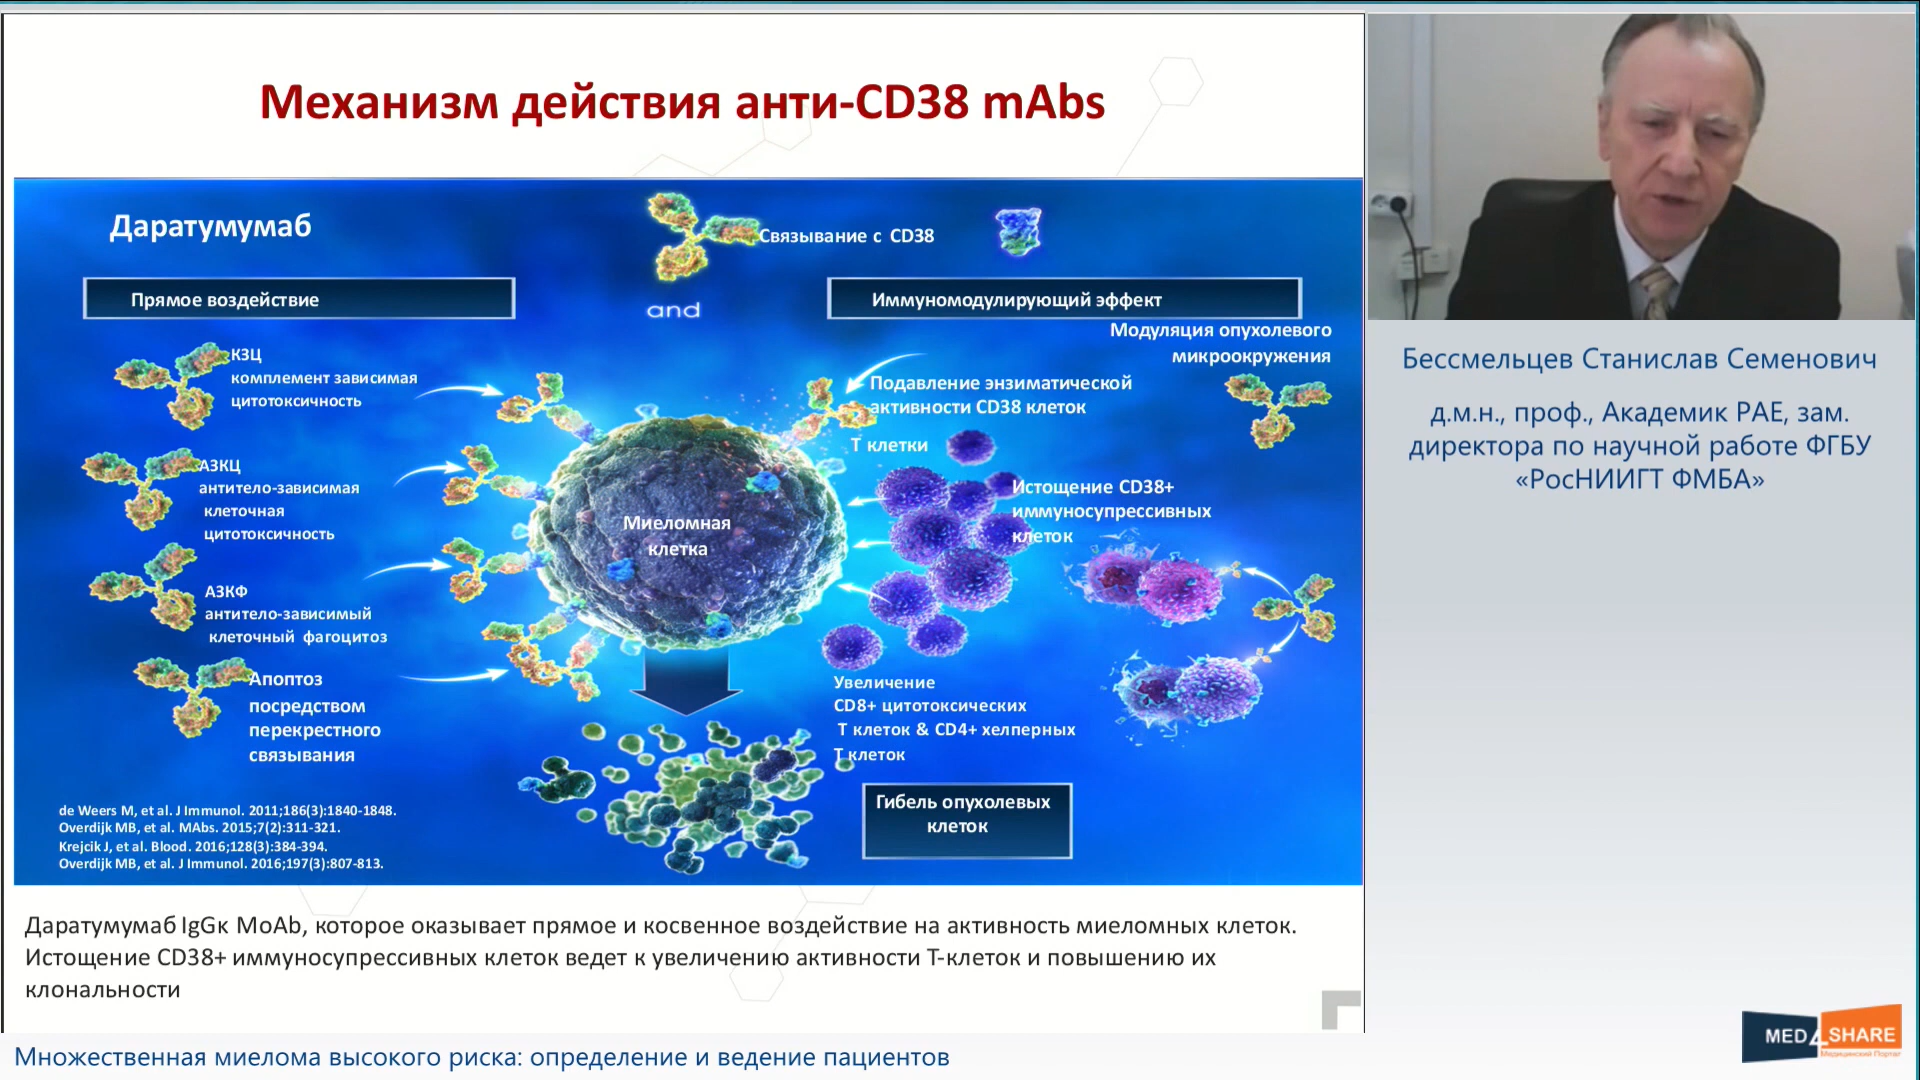 Механизм действия анти-CD38 mAbs
Даратумумаб
Связывание с CD38
and
Прямое воздействие
Иммуномодулирующий эффект
КЗЦ
комплемент зависимая
цитотоксичность
АЗКЦ
антитело-зависимая
клеточная
цитотоксичность
АЗКФ
антитело-зависимый
клеточный фагоцитоз
Апоптоз
посредством
перекрестного
связывания
Миеломная
клетка
Модуляция опухолевого
микроокружения
Подавление энзиматической
активности CD38 клеток
Т клетки
Истощение CD38+
иммуносупрессивных
клеток
Увеличение
CD8+ цитотоксических
Т клеток & CD4+ хелперных
Т клеток
Гибель опухолевых
клеток
de Weers M, et al. J Immunol. 2011;186(3):1840-1848.
Overdijk MB, et al. MAbs. 2015;7(2):311-321.
Krejcik J, et al. Blood. 2016;128(3):384-394.
Overdijk MB, et al. J Immunol. 2016;197(3):807-813.
Даратумумаб IgGκ MoAb, которое оказывает прямое и косвенное воздействие на активность миеломных клеток.
Истощение CD38+ иммуносупрессивных клеток ведет к увеличению активности Т-клеток и повышению их
клональности
Бессмельцев Станислав Семенович
д.м.н., проф., Академик РАЕ, зам.
директора по научной работе ФГБУ
«РосНИИГТ ФМБА»
MED4SHARE
Медицинский Портал
Множественная миелома высокого риска: определение и ведение пациентов